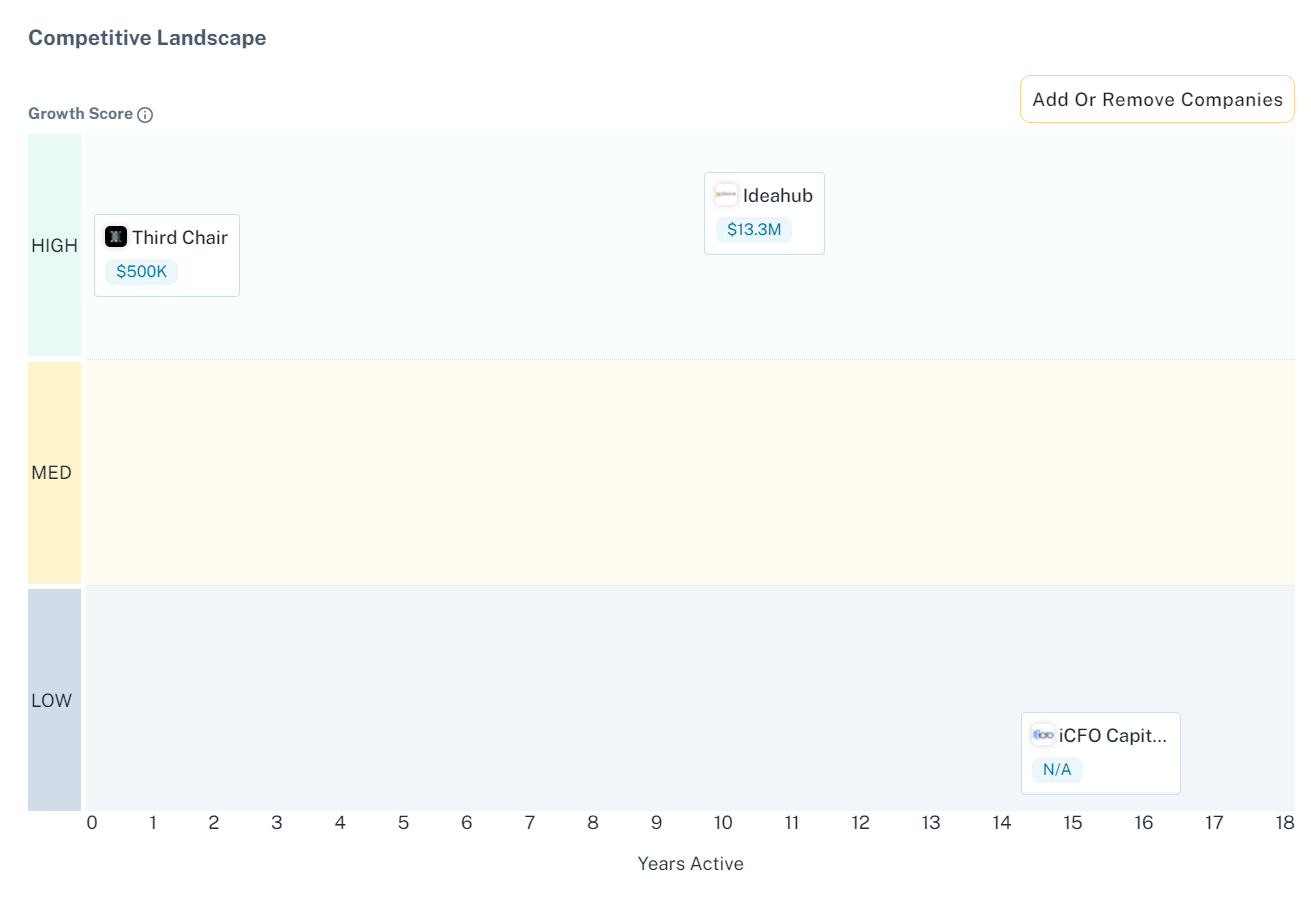 Competitive Landscape
Growth Score
Add Or Remove Companies
HIGH
Third Chair
$500K
Ideahub
$13.3M
MED
LOW
iCFO Capit...
N/A
0 1 2 3 4 5 6 7 8 9 10 11 12 13 14 15 16 17 18
Years Active